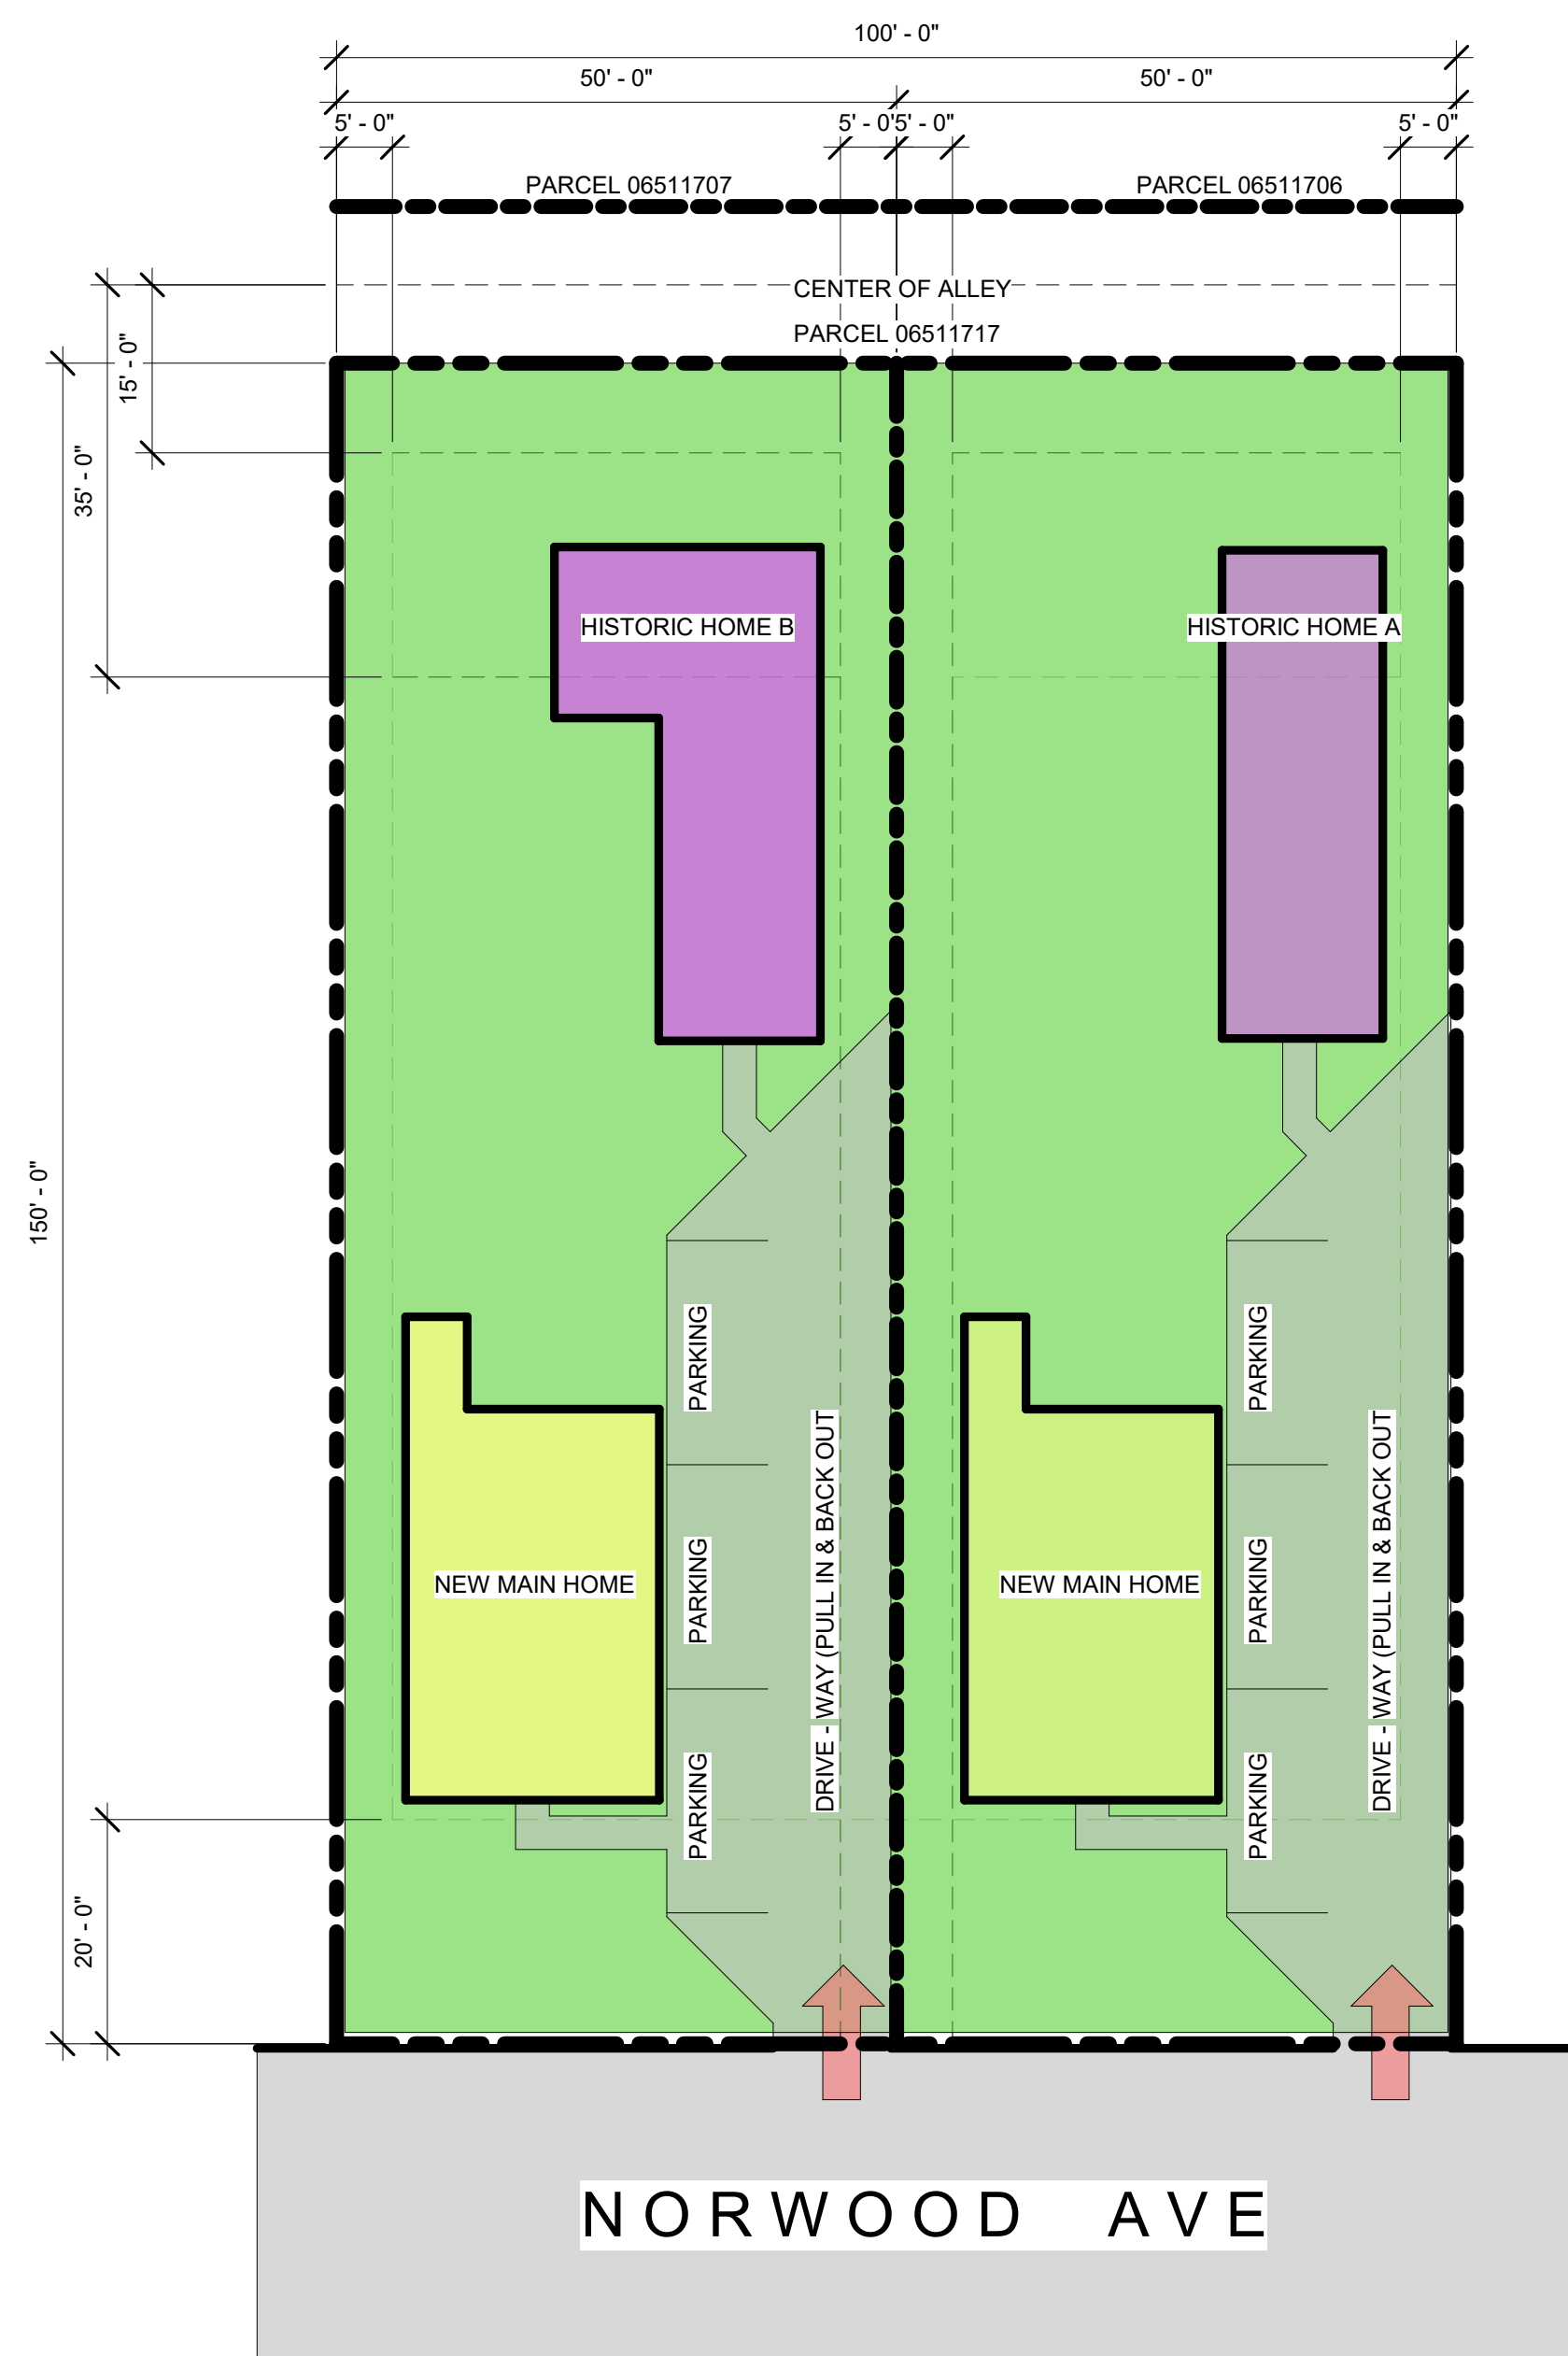 100' - 0"
50' - 0"
50' - 0"
5' - 0"
5' - 0"
5' - 0"
5' - 0"
PARCEL 06511707
PARCEL 06511706
CENTER OF ALLEY
PARCEL 06511717
15' - 0"
35' - 0"
150' - 0"
20' - 0"
HISTORIC HOME B
HISTORIC HOME A
PARKING
PARKING
PARKING
DRIVE - WAY (PULL IN & BACK OUT
NEW MAIN HOME
PARKING
PARKING
PARKING
DRIVE - WAY (PULL IN & BACK OUT
NEW MAIN HOME
NORWOOD AVE